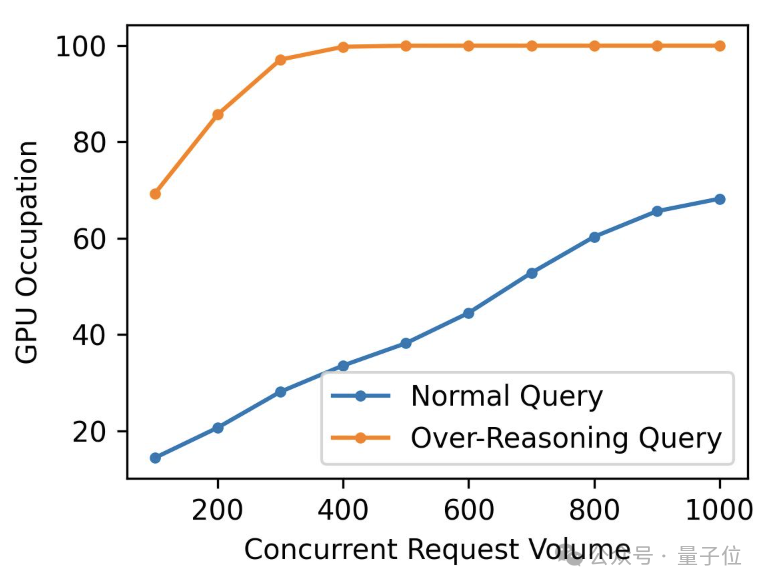 100
80
60
40
20
GPU Occupation
Normal Query
Over-Reasoning Query
200 400 600 800 1000
Concurrent Request Volume
公众号 · 量子位